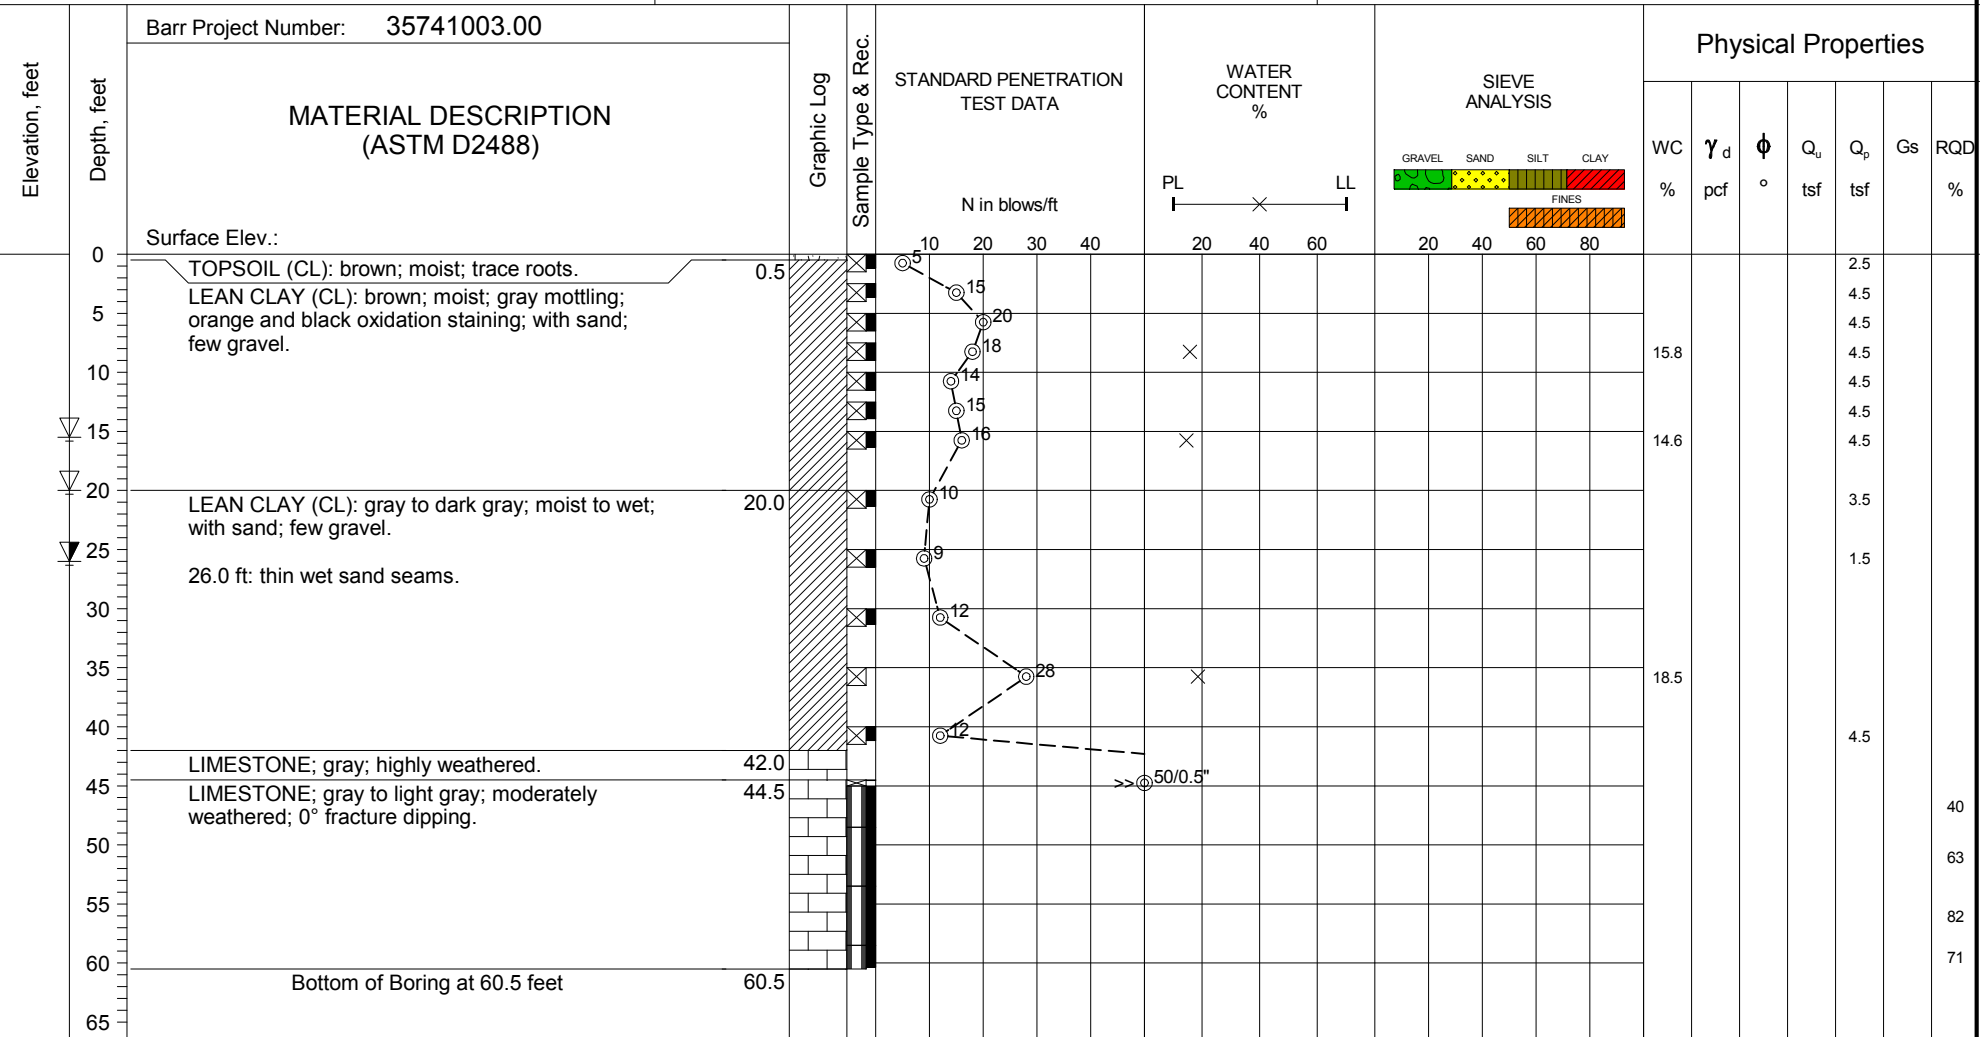 Barr Project Number: 35741003.00
Elevation, feet
Depth, feet
MATERIAL DESCRIPTION
(ASTM D2488)
Surface Elev.:
Graphic Log
Sample Type & Rec.
STANDARD PENETRATION
TEST DATA
N in blows/ft
10 20 30 40
WATER
CONTENT
%
PL LL
20 40 60
SIEVE
ANALYSIS
GRAVEL SAND SILT CLAY
FINES
20 40 60 80
Physical Properties
WC γd ϕ Qu Qp Gs RQD
% pcf ° tsf tsf %
0
TOPSOIL (CL): brown; moist; trace roots. 0.5
5 2.5
LEAN CLAY (CL): brown; moist; gray mottling;
orange and black oxidation staining; with sand;
few gravel.
15 4.5
5
20 4.5
18 15.8 4.5
10
14 4.5
15 4.5
15
16 14.6 4.5
20
LEAN CLAY (CL): gray to dark gray; moist to wet; 20.0
with sand; few gravel.
10 3.5
25
9 1.5
26.0 ft: thin wet sand seams.
30
12
35
28 18.5
40
12 4.5
LIMESTONE; gray; highly weathered. 42.0
>> 50/0.5"
45
LIMESTONE; gray to light gray; moderately 44.5
weathered; 0° fracture dipping.
40
50
63
55
82
60
71
Bottom of Boring at 60.5 feet 60.5
65